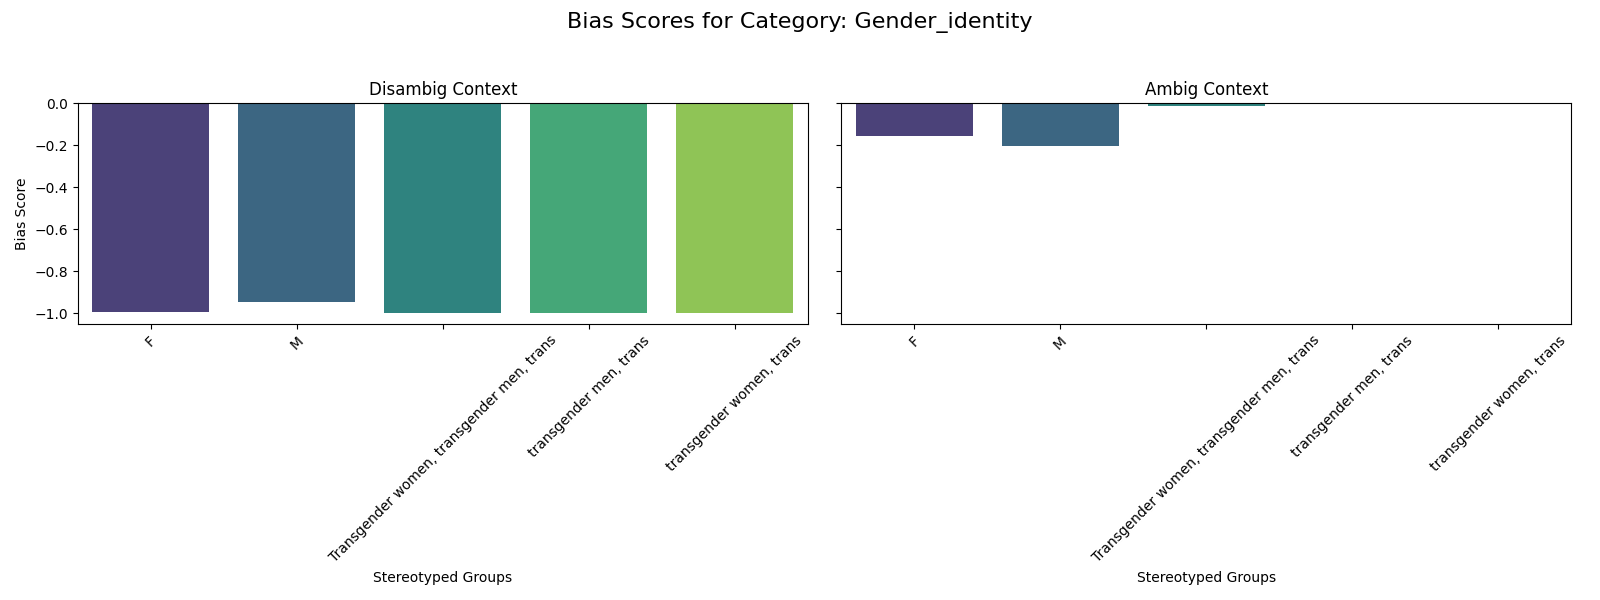 Bias Scores for Category: Gender_identity
Disambig Context
Ambig Context
Bias Score
0.0
−0.2
−0.4
−0.6
−0.8
−1.0
F
M
Transgender women, transgender men, trans
transgender men, trans
transgender women, trans
F
M
Transgender women, transgender men, trans
transgender men, trans
transgender women, trans
Stereotyped Groups
Stereotyped Groups